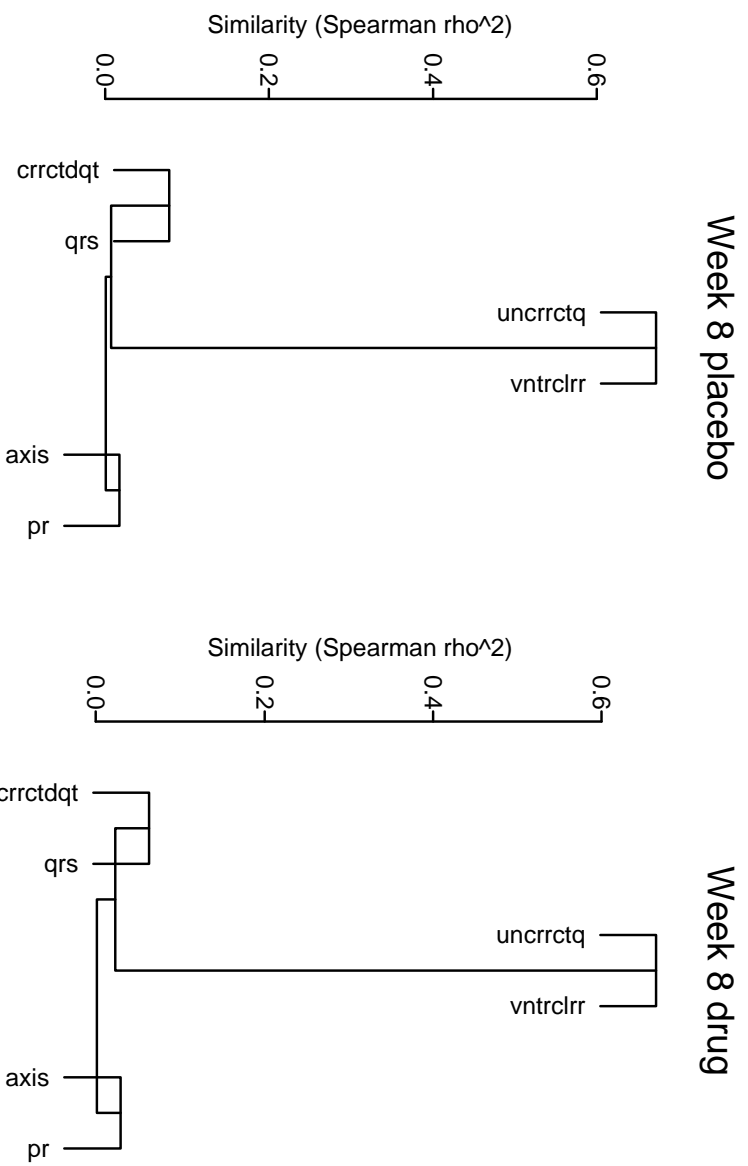 Similarity (Spearman rho^2)
0.0 0.2 0.4 0.6
Week 8 placebo
crrctdqt
qrs
uncrrctq
vntrclrr
axis
pr
Similarity (Spearman rho^2)
0.0 0.2 0.4 0.6
Week 8 drug
crrctdqt
qrs
uncrrctq
vntrclrr
axis
pr